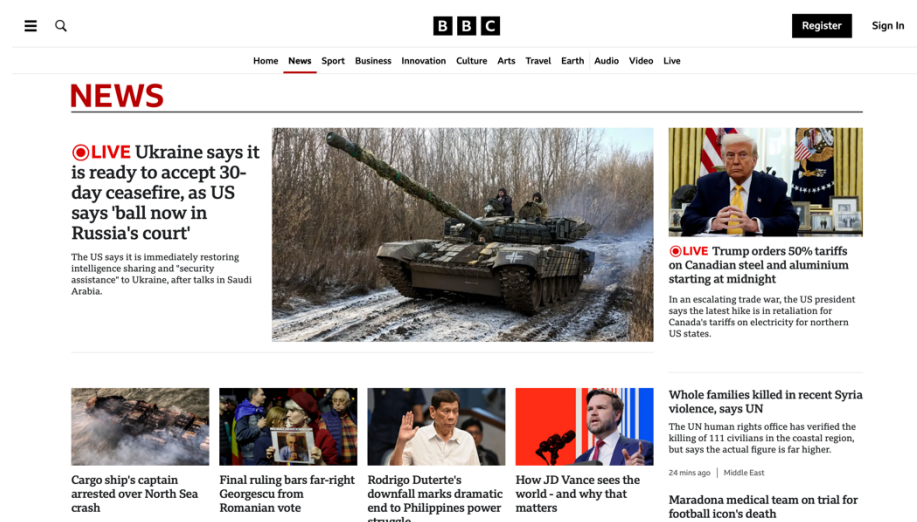 BBC
Register
Sign In
Home News Sport Business Innovation Culture Arts Travel Earth Audio Video Live
NEWS
LIVE Ukraine says it
is ready to accept 30-
day ceasefire, as US
says 'ball now in
Russia's court'
The US says it is immediately restoring
intelligence sharing and "security
assistance" to Ukraine, after talks in Saudi
Arabia.
LIVE Trump orders 50% tariffs
on Canadian steel and aluminium
starting at midnight
In an escalating trade war, the US president
says the latest hike is in retaliation for
Canada's tariffs on electricity for northern
US states.
Cargo ship's captain
arrested over North Sea
crash
Final ruling bars far-right
Georgescu from
Romanian vote
Rodrigo Duterte's
downfall marks dramatic
end to Philippines power
struggle
How JD Vance sees the
world - and why that
matters
Whole families killed in recent Syria
violence, says UN
The UN human rights office has verified the
killing of 111 civilians in the coastal region,
but says the actual figure is far higher.
24 mins ago | Middle East
Maradona medical team on trial for
football icon's death